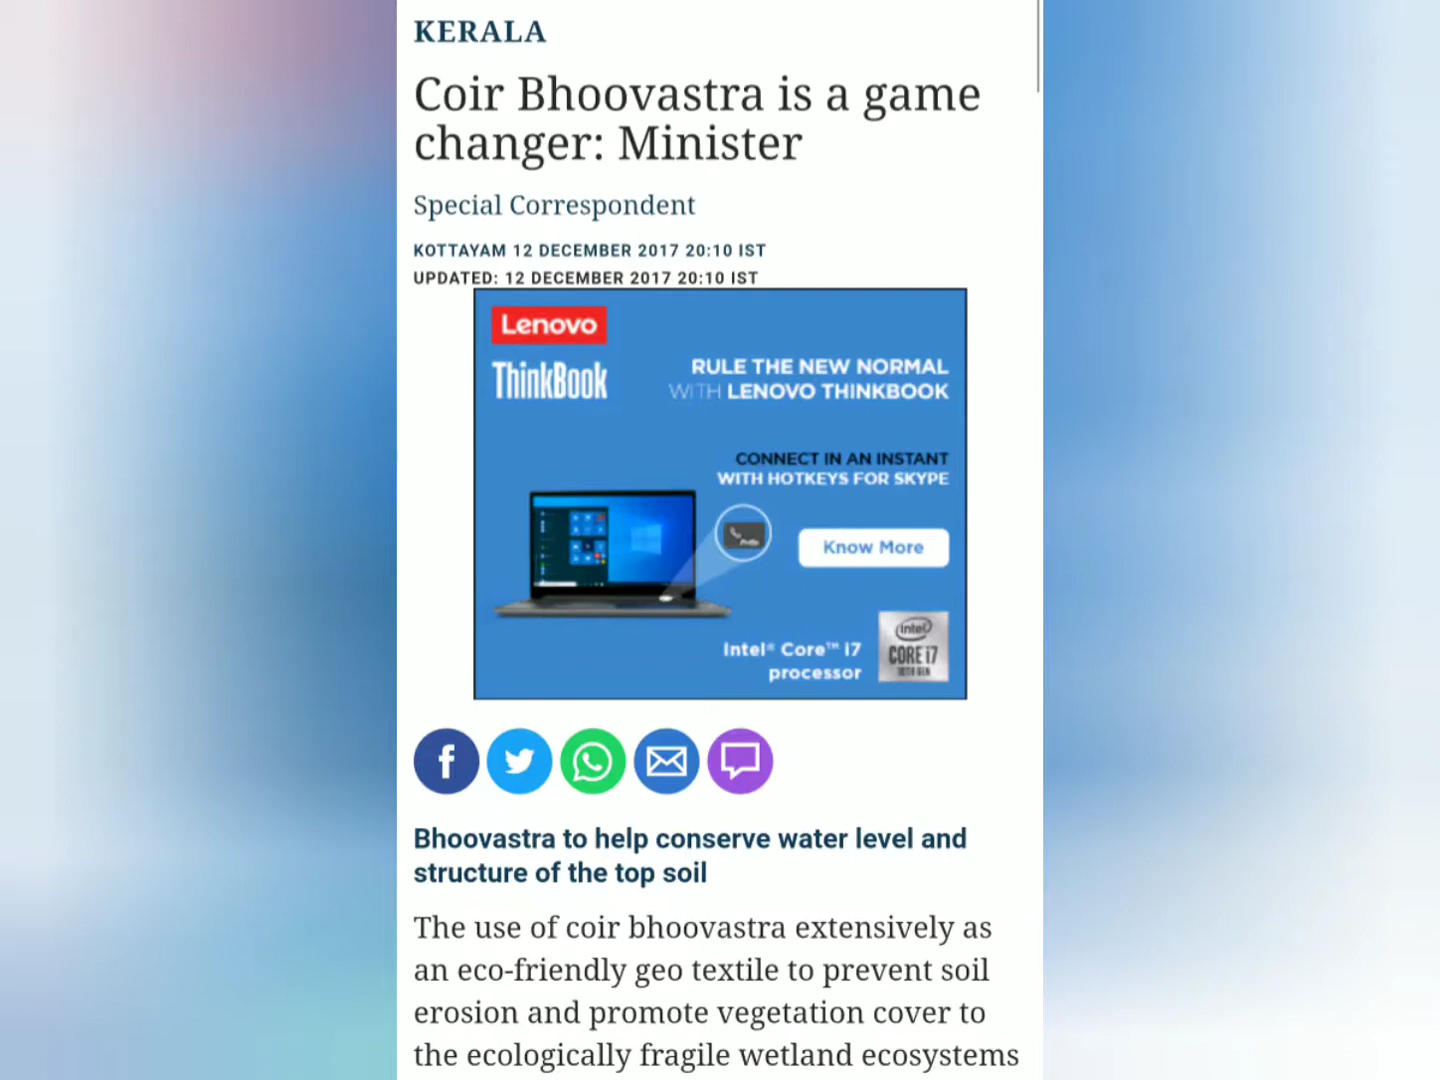 KERALA
Coir Bhoovastra is a game
changer: Minister
Special Correspondent
KOTTAYAM 12 DECEMBER 2017 20:10 IST
UPDATED: 12 DECEMBER 2017 20:10 IST
Lenovo
ThinkBook
RULE THE NEW NORMAL
WITH LENOVO THINKBOOK
CONNECT IN AN INSTANT
WITH HOTKEYS FOR SKYPE
Know More
Intel® Core™ i7
processor
intel
CORE i7
10TH GEN
Bhoovastra to help conserve water level and
structure of the top soil
The use of coir bhoovastra extensively as
an eco-friendly geo textile to prevent soil
erosion and promote vegetation cover to
the ecologically fragile wetland ecosystems